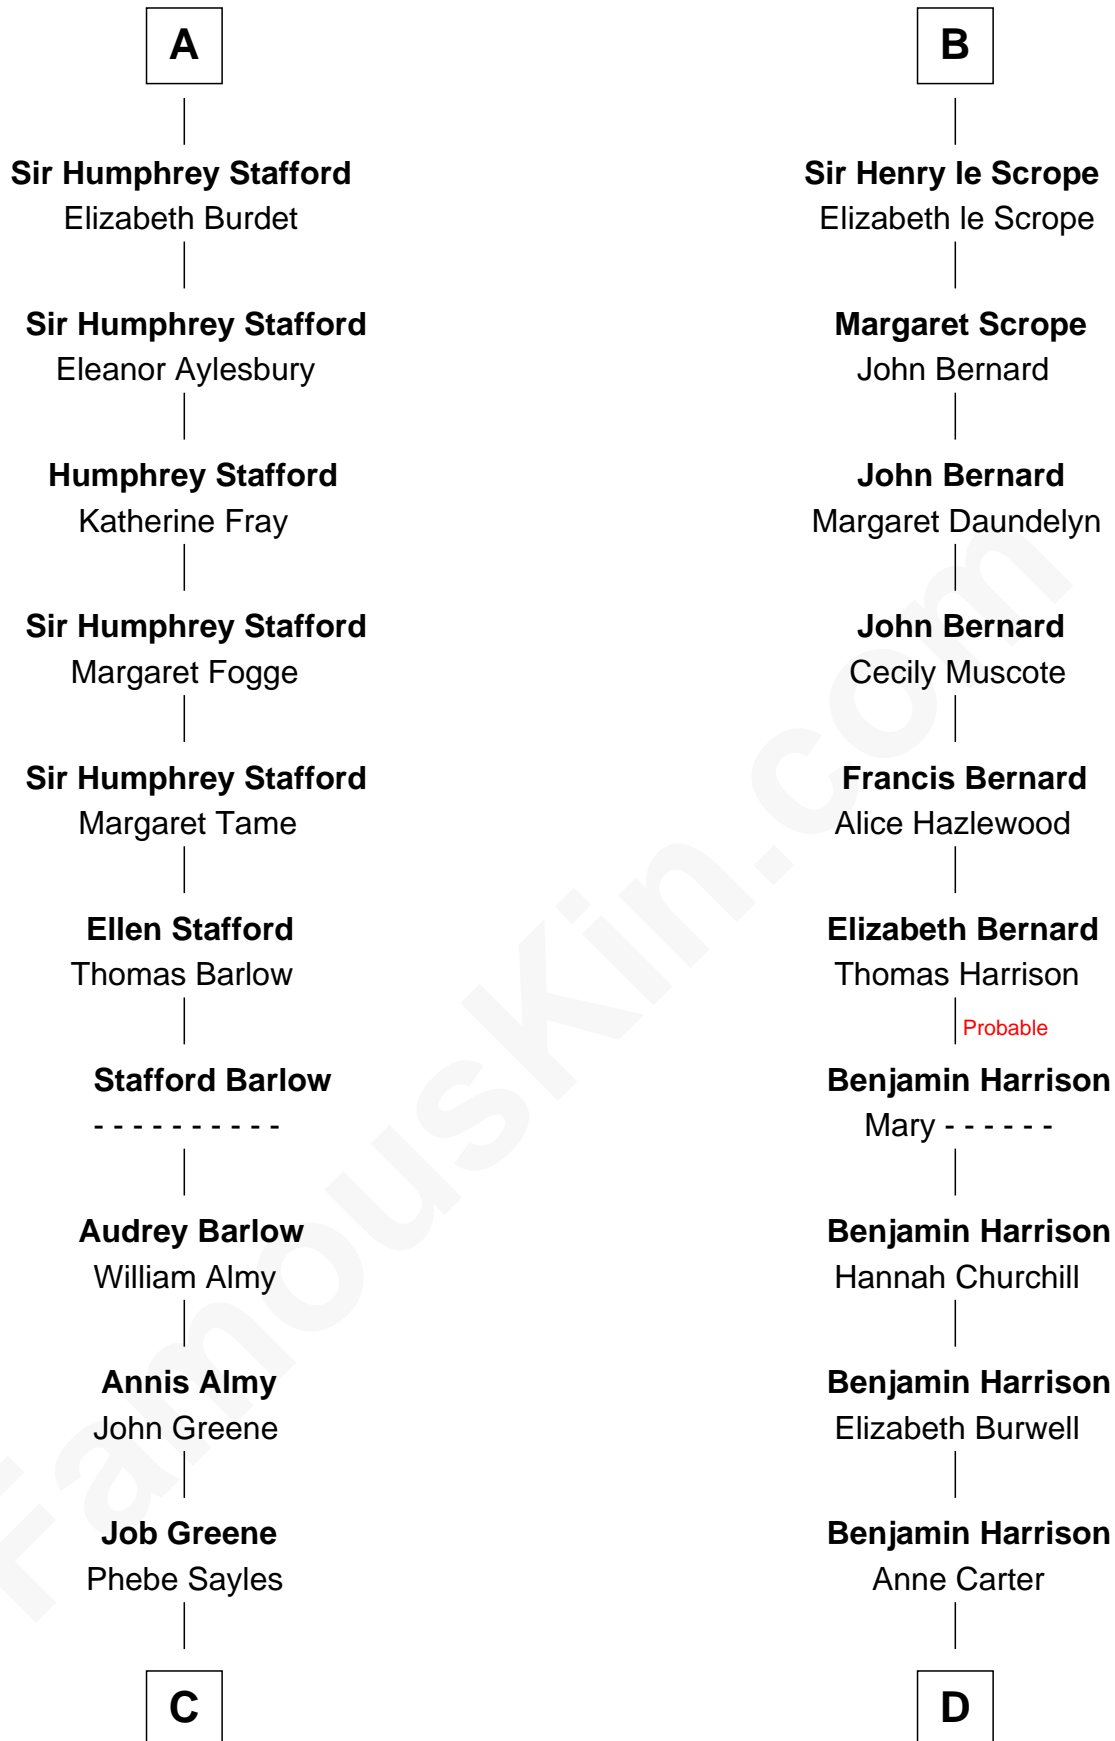 A
Sir Humphrey Stafford
Elizabeth Burdet
Sir Humphrey Stafford
Eleanor Aylesbury
Humphrey Stafford
Katherine Fray
Sir Humphrey Stafford
Margaret Fogge
Sir Humphrey Stafford
Margaret Tame
Ellen Stafford
Thomas Barlow
Stafford Barlow
- - - - - - - - - -
Audrey Barlow
William Almy
Annis Almy
John Greene
Job Greene
Phebe Sayles
C
B
Sir Henry le Scrope
Elizabeth le Scrope
Margaret Scrope
John Bernard
John Bernard
Margaret Daundelyn
John Bernard
Cecily Muscote
Francis Bernard
Alice Hazlewood
Elizabeth Bernard
Thomas Harrison
Probable
Benjamin Harrison
Mary - - - - - -
Benjamin Harrison
Hannah Churchill
Benjamin Harrison
Elizabeth Burwell
Benjamin Harrison
Anne Carter
D
FamousKin.com